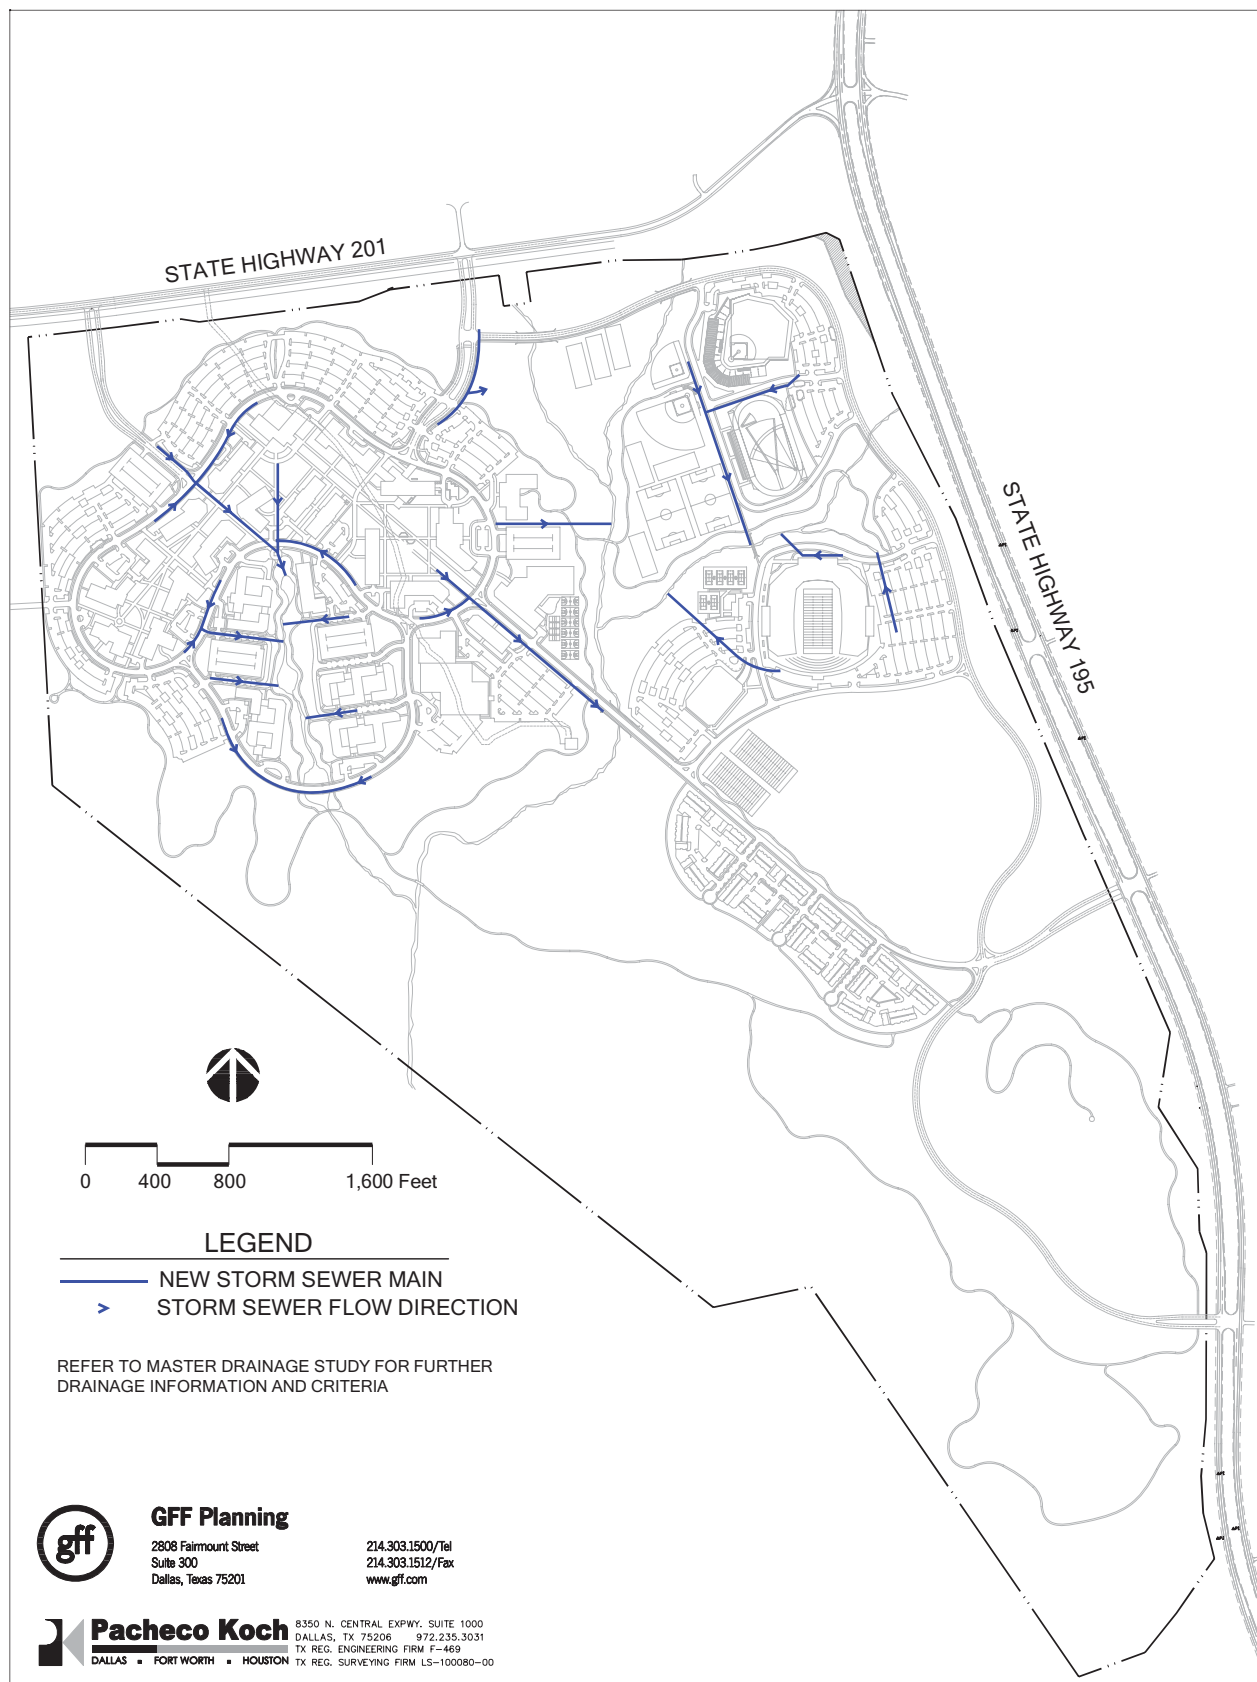 STATE HIGHWAY 201
STATE HIGHWAY 195
0 400 800 1,600 Feet
LEGEND
NEW STORM SEWER MAIN
STORM SEWER FLOW DIRECTION
REFER TO MASTER DRAINAGE STUDY FOR FURTHER
DRAINAGE INFORMATION AND CRITERIA
gff
GFF Planning
2808 Fairmount Street 214.303.1500/Tel
Suite 300 214.303.1512/Fax
Dallas, Texas 75201 www.gff.com
Pacheco Koch
DALLAS FORT WORTH HOUSTON
8350 N. CENTRAL EXPWY. SUITE 1000
DALLAS, TX 75206 972.235.3031
TX REG. ENGINEERING FIRM F-469
TX REG. SURVEYING FIRM LS-100080-00